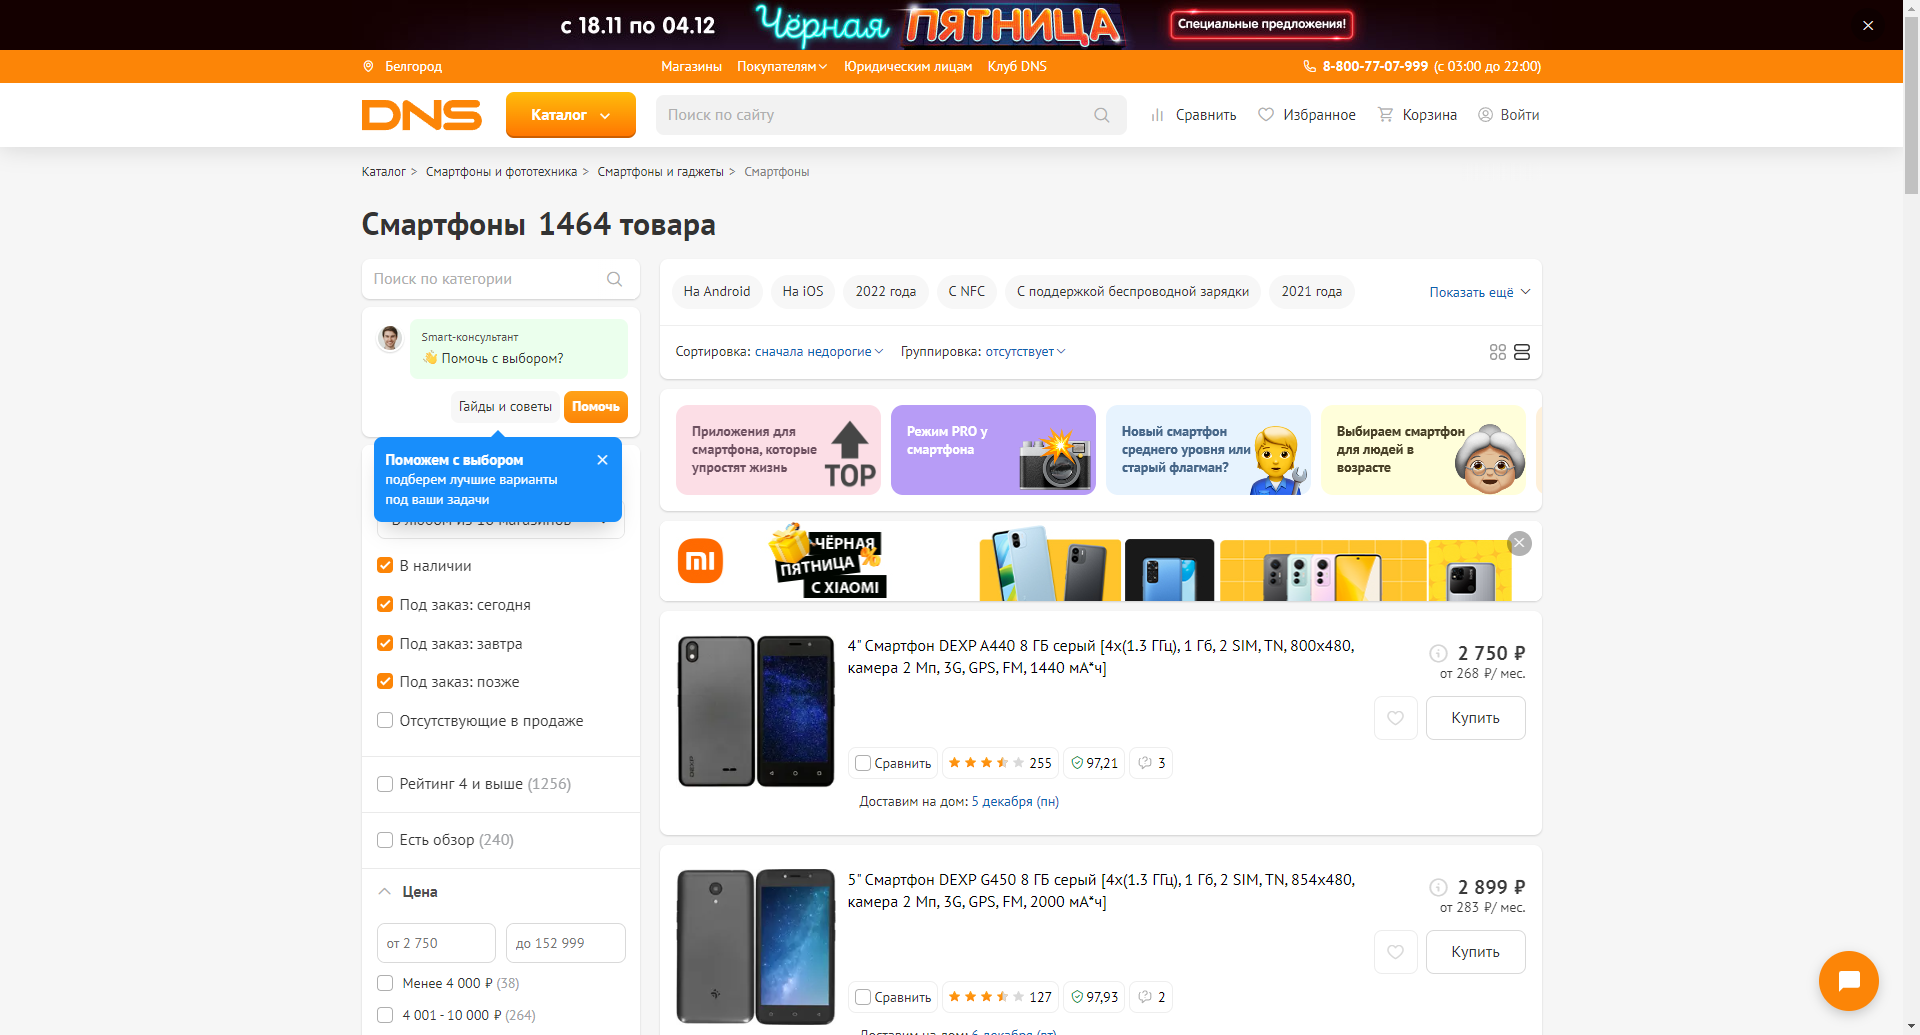 с 18.11 по 04.12 Чёрная ПЯТНИЦА Специальные предложения!
Белгород Магазины Покупателям Юридическим лицам Клуб DNS 8-800-77-07-999 (с 03:00 до 22:00)
DNS Каталог Поиск по сайту Сравнить Избранное Корзина Войти
Каталог > Смартфоны и фототехника > Смартфоны и гаджеты > Смартфоны
Смартфоны 1464 товара
Поиск по категории
Smart-консультант
👋 Помочь с выбором?
Гайды и советы Помочь
Поможем с выбором
подберем лучшие варианты
под ваши задачи
В наличии
Под заказ: сегодня
Под заказ: завтра
Под заказ: позже
Отсутствующие в продаже
Рейтинг 4 и выше (1256)
Есть обзор (240)
Цена
от 2 750 до 152 999
Менее 4 000 ₽ (38)
4 001 - 10 000 ₽ (264)
На Android На iOS 2022 года С NFC С поддержкой беспроводной зарядки 2021 года Показать ещё
Сортировка: сначала недорогие Группировка: отсутствует
Приложения для
смартфона, которые
упростят жизнь
TOP
Режим PRO у
смартфона
Новый смартфон
среднего уровня или
старый флагман?
Выбираем смартфон
для людей в
возрасте
mi
ЧЁРНАЯ
ПЯТНИЦА
С XIAOMI
4" Смартфон DEXP A440 8 ГБ серый [4x(1.3 ГГц), 1 Гб, 2 SIM, TN, 800x480,
камера 2 Мп, 3G, GPS, FM, 1440 мА*ч]
2 750 ₽
от 268 ₽/ мес.
Купить
Сравнить 255 97,21 3
Доставим на дом: 5 декабря (пн)
5" Смартфон DEXP G450 8 ГБ серый [4x(1.3 ГГц), 1 Гб, 2 SIM, TN, 854x480,
камера 2 Мп, 3G, GPS, FM, 2000 мА*ч]
2 899 ₽
от 283 ₽/ мес.
Купить
Сравнить 127 97,93 2
Доставим на дом: 6 декабря (вт)